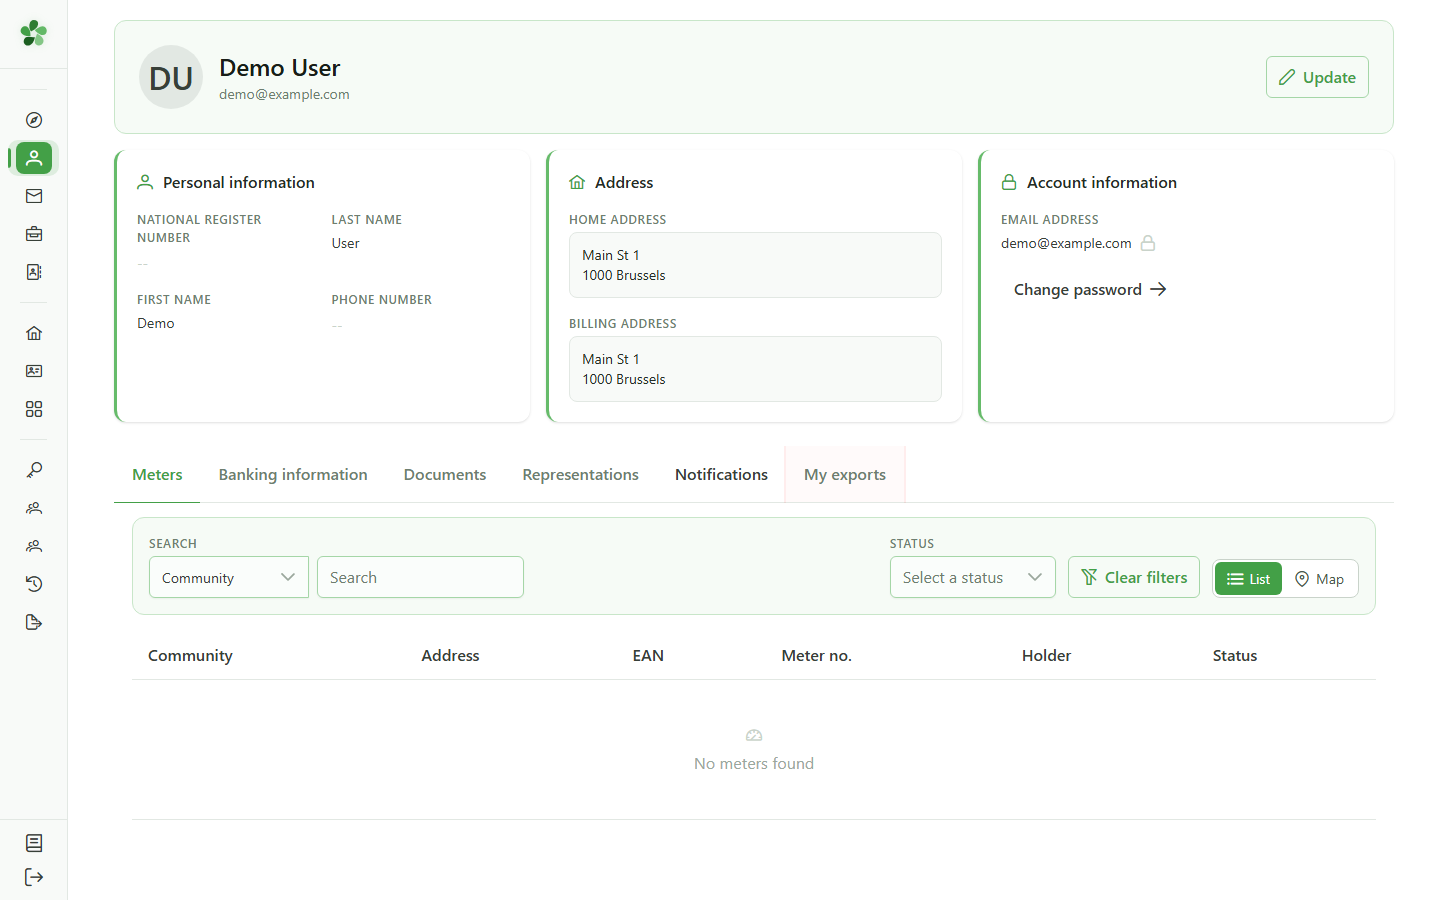 DU
Demo User
demo@example.com
Update
Personal information
NATIONAL REGISTER
NUMBER
--
LAST NAME
User
FIRST NAME
Demo
PHONE NUMBER
--
Address
HOME ADDRESS
Main St 1
1000 Brussels
BILLING ADDRESS
Main St 1
1000 Brussels
Account information
EMAIL ADDRESS
demo@example.com
Change password
Meters Banking information Documents Representations Notifications My exports
SEARCH
Community
Search
STATUS
Select a status
Clear filters
List
Map
Community Address EAN Meter no. Holder Status
No meters found